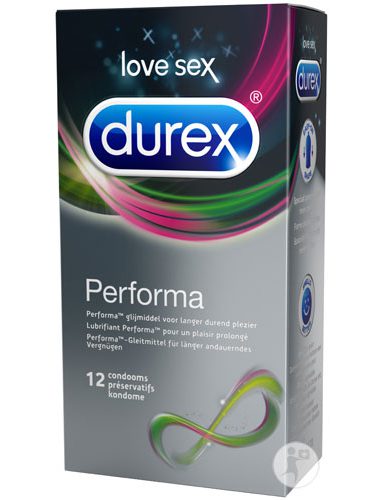 love sex
durex®
Performa
Performa™ glijmiddel voor langer durend plezier
Lubrifiant Performa™ pour un plaisir prolongé
Performa™-Gleitmittel für länger andauerndes
Vergnügen
12 condooms
préservatifs
kondome